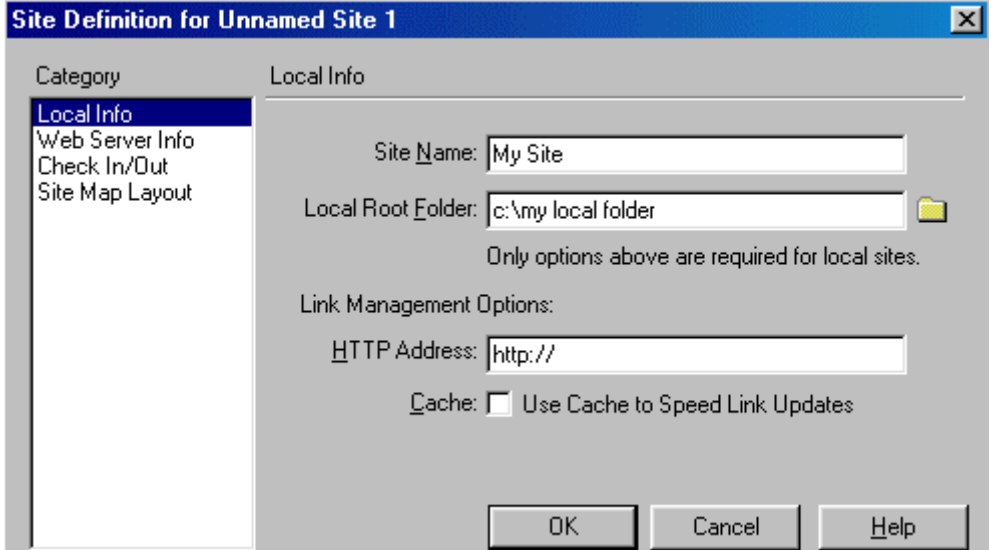 Site Definition for Unnamed Site 1
Category
Local Info
Web Server Info
Check In/Out
Site Map Layout
Local Info
Site Name: My Site
Local Root Folder: c:\my local folder
Only options above are required for local sites.
Link Management Options:
HTTP Address: http://
Cache: Use Cache to Speed Link Updates
OK Cancel Help